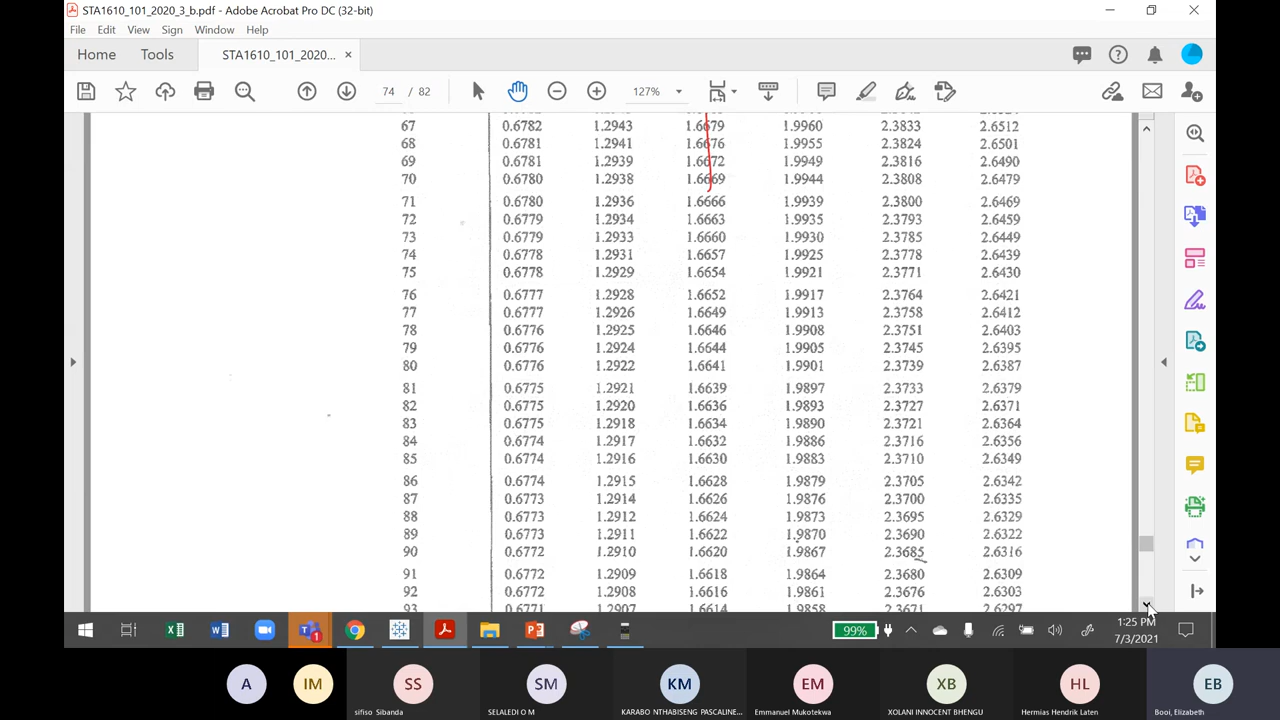 STA1610_101_2020_3_b.pdf - Adobe Acrobat Pro DC (32-bit)
File Edit View Sign Window Help
Home Tools STA1610_101_2020... ×
74 / 82 127%
67 0.6782 1.2943 1.6679 1.9960 2.3833 2.6512
68 0.6781 1.2941 1.6676 1.9955 2.3824 2.6501
69 0.6781 1.2939 1.6672 1.9949 2.3816 2.6490
70 0.6780 1.2938 1.6669 1.9944 2.3808 2.6479
71 0.6780 1.2936 1.6666 1.9939 2.3800 2.6469
72 0.6779 1.2934 1.6663 1.9935 2.3793 2.6459
73 0.6779 1.2933 1.6660 1.9930 2.3785 2.6449
74 0.6778 1.2931 1.6657 1.9925 2.3778 2.6439
75 0.6778 1.2929 1.6654 1.9921 2.3771 2.6430
76 0.6777 1.2928 1.6652 1.9917 2.3764 2.6421
77 0.6777 1.2926 1.6649 1.9913 2.3758 2.6412
78 0.6776 1.2925 1.6646 1.9908 2.3751 2.6403
79 0.6776 1.2924 1.6644 1.9905 2.3745 2.6395
80 0.6776 1.2922 1.6641 1.9901 2.3739 2.6387
81 0.6775 1.2921 1.6639 1.9897 2.3733 2.6379
82 0.6775 1.2920 1.6636 1.9893 2.3727 2.6371
83 0.6775 1.2918 1.6634 1.9890 2.3721 2.6364
84 0.6774 1.2917 1.6632 1.9886 2.3716 2.6356
85 0.6774 1.2916 1.6630 1.9883 2.3710 2.6349
86 0.6774 1.2915 1.6628 1.9879 2.3705 2.6342
87 0.6773 1.2914 1.6626 1.9876 2.3700 2.6335
88 0.6773 1.2912 1.6624 1.9873 2.3695 2.6329
89 0.6773 1.2911 1.6622 1.9870 2.3690 2.6322
90 0.6772 1.2910 1.6620 1.9867 2.3685 2.6316
91 0.6772 1.2909 1.6618 1.9864 2.3680 2.6309
92 0.6772 1.2908 1.6616 1.9861 2.3676 2.6303
93 0.6771 1.2907 1.6614 1.9858 2.3671 2.6297
99% 1:25 PM
7/3/2021
A IM SS SM KM EM XB HL EB
sifiso Sibanda SELALEDI O M KARABO NTHABISENG PASCALINE... Emmanuel Mukotekwa XOLANI INNOCENT BHENGU Hermias Hendrik Laten Booi, Elizabeth